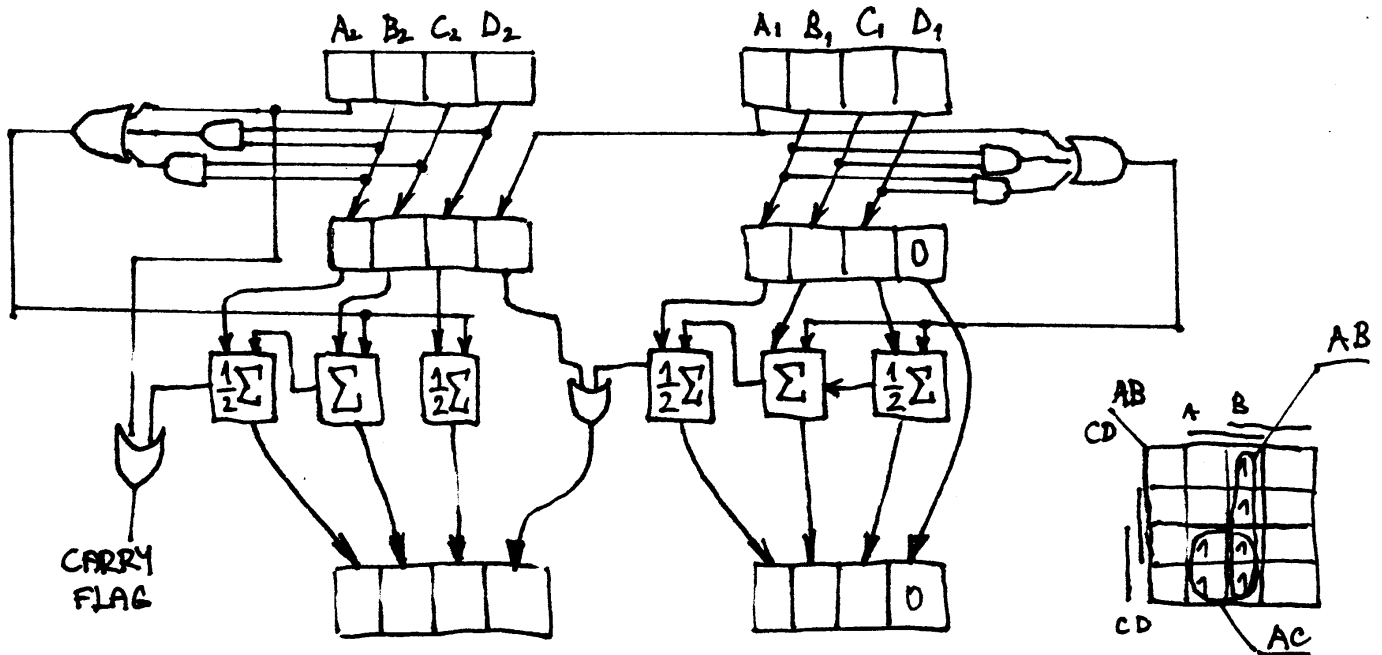 A₂ B₂ C₂ D₂
A₁ B₁ C₁ D₁
0
½Σ Σ ½Σ ½Σ Σ ½Σ
CARRY
FLAG
0
AB
AB
CD
A B
1
1
1 1
1 1
CD
AC